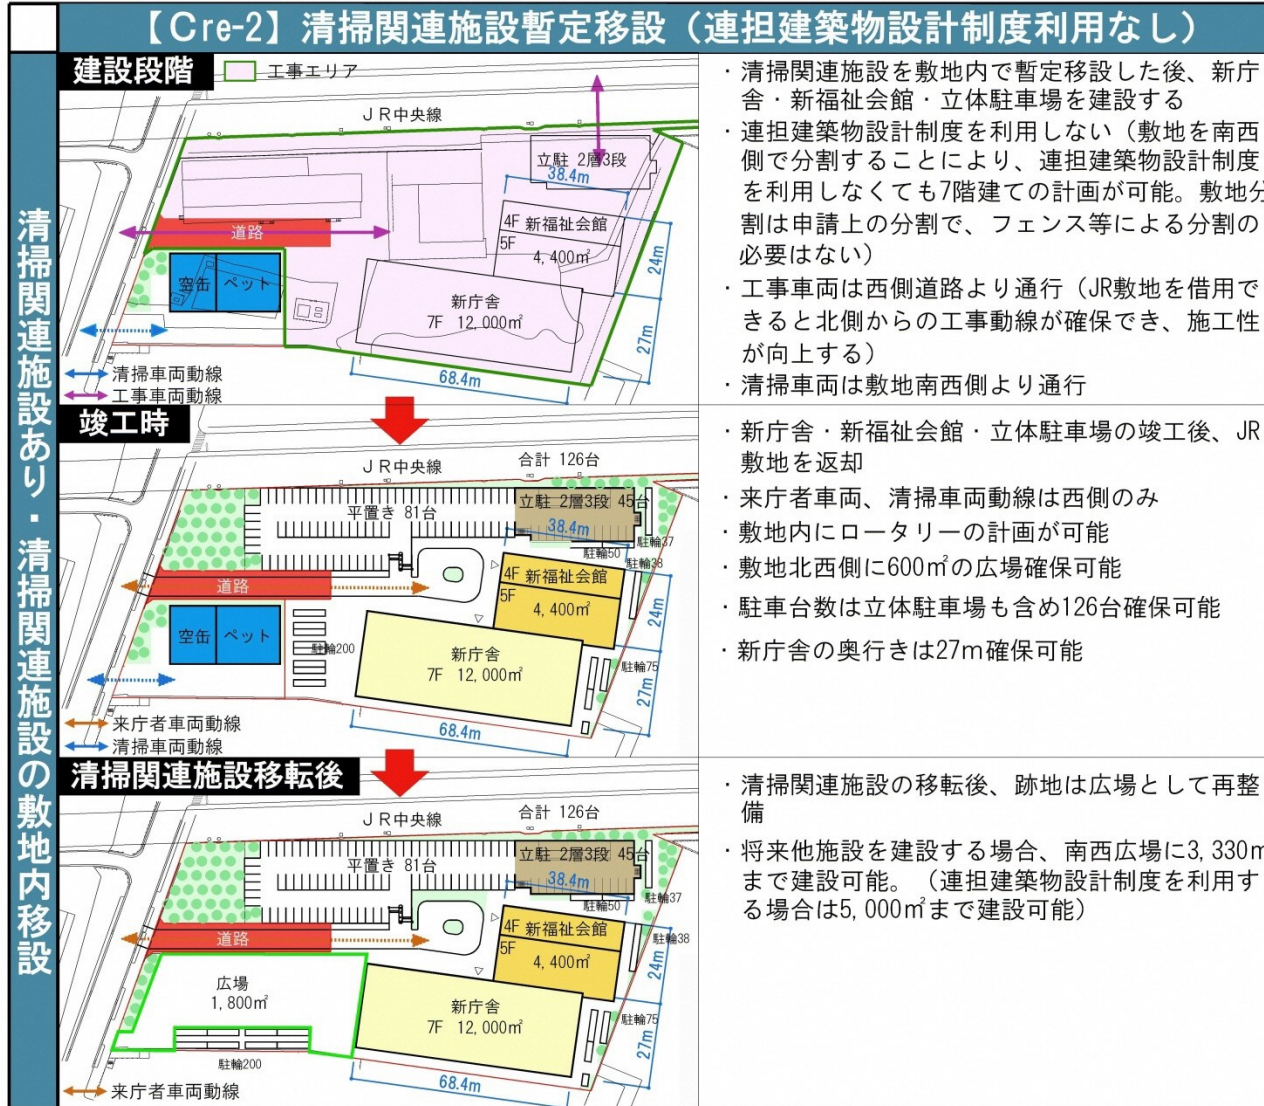 【Cre-2】清掃関連施設暫定移設（連担建築物設計制度利用なし）
清掃関連施設あり・清掃関連施設の敷地内移設
建設段階
工事エリア
ＪＲ中央線
立駐 2層3段
38.4m
道路
4F 新福祉会館
5F
4,400㎡
24m
空缶
ペット
新庁舎
7F 12,000㎡
27m
68.4m
清掃車両動線
工事車両動線
・清掃関連施設を敷地内で暫定移設した後、新庁
舎・新福祉会館・立体駐車場を建設する
・連担建築物設計制度を利用しない（敷地を南西
側で分割することにより、連担建築物設計制度
を利用しなくても7階建ての計画が可能。敷地分
割は申請上の分割で、フェンス等による分割の
必要はない）
・工事車両は西側道路より通行（JR敷地を借用で
きると北側からの工事動線が確保でき、施工性
が向上する）
・清掃車両は敷地南西側より通行
竣工時
ＪＲ中央線
合計 126台
平置き 81台
立駐 2層3段 45台
38.4m
駐輪37
駐輪50
駐輪38
道路
4F 新福祉会館
5F
4,400㎡
24m
空缶
ペット
駐輪200
新庁舎
7F 12,000㎡
駐輪75
27m
68.4m
来庁者車両動線
清掃車両動線
・新庁舎・新福祉会館・立体駐車場の竣工後、JR
敷地を返却
・来庁者車両、清掃車両動線は西側のみ
・敷地内にロータリーの計画が可能
・敷地北西側に600㎡の広場確保可能
・駐車台数は立体駐車場も含め126台確保可能
・新庁舎の奥行きは27ｍ確保可能
清掃関連施設移転後
ＪＲ中央線
合計 126台
平置き 81台
立駐 2層3段 45台
38.4m
駐輪37
駐輪50
駐輪38
道路
4F 新福祉会館
5F
4,400㎡
24m
広場
1,800㎡
新庁舎
7F 12,000㎡
駐輪75
27m
駐輪200
68.4m
来庁者車両動線
・清掃関連施設の移転後、跡地は広場として再整
備
・将来他施設を建設する場合、南西広場に3,330m
まで建設可能。（連担建築物設計制度を利用す
る場合は5,000㎡まで建設可能）